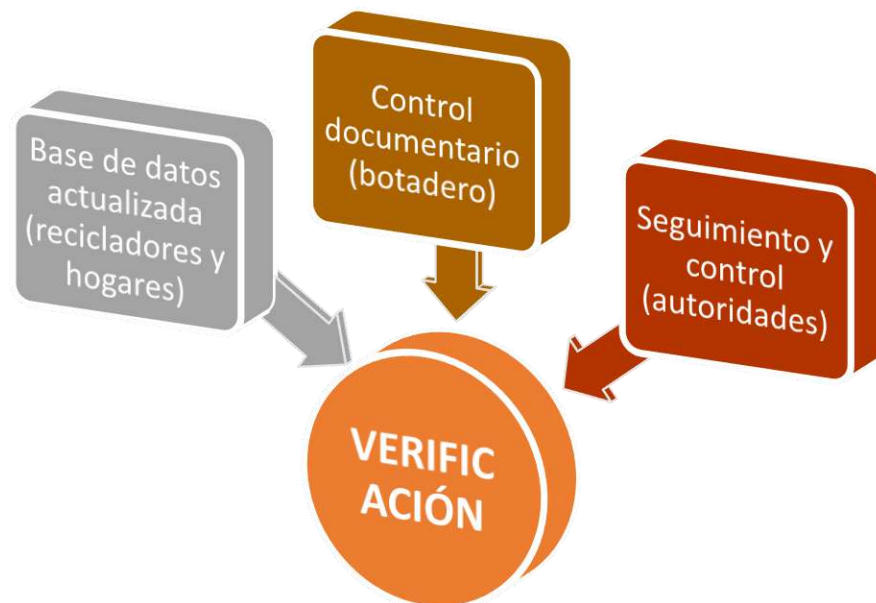 Base de datos
actualizada
(recicladores y
hogares)
Control
documentario
(botadero)
Seguimiento y
control
(autoridades)
VERIFIC
ACIÓN